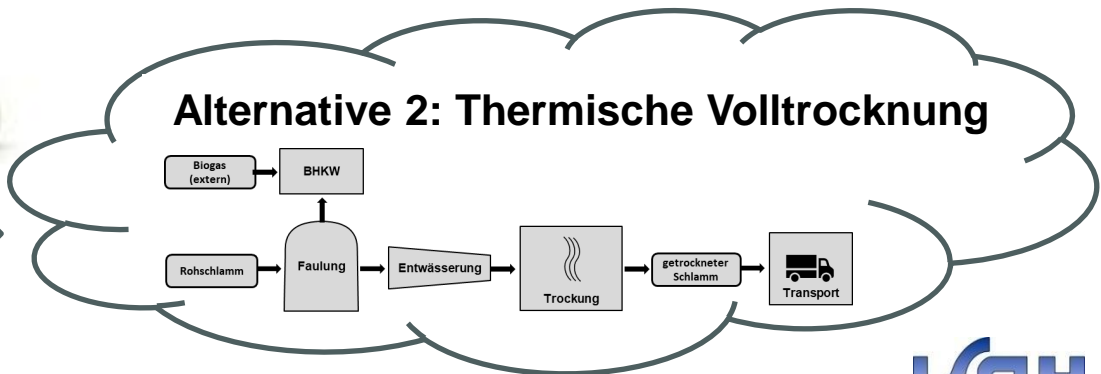 Alternative 2: Thermische Volltrocknung
Biogas
(extern)
BHKW
Rohschlamm
Faulung
Entwässerung
Trockung
getrockneter
Schlamm
Transport